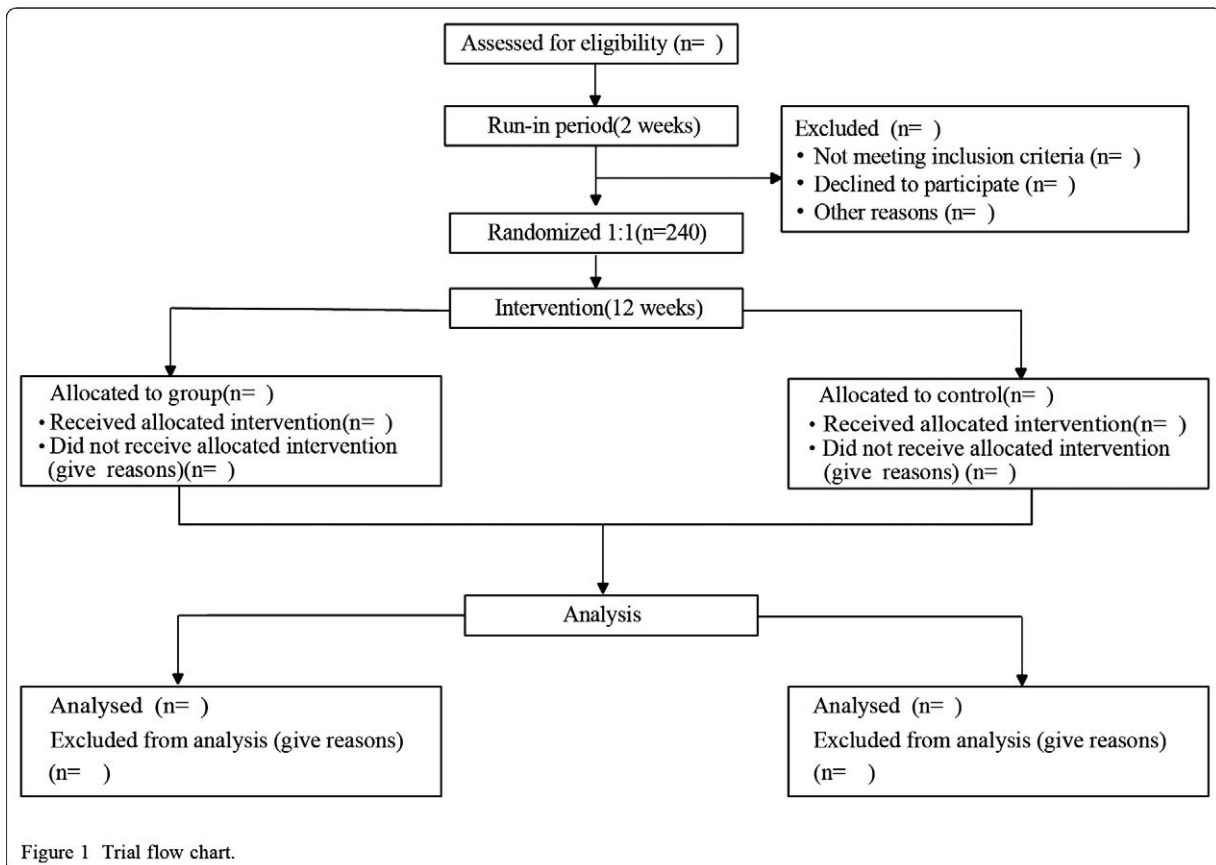 Assessed for eligibility (n=  )
Run-in period(2 weeks)
Excluded  (n=  )
• Not meeting inclusion criteria (n=  )
• Declined to participate (n=  )
• Other reasons (n=  )
Randomized 1:1(n=240)
Intervention(12 weeks)
Allocated to group(n=  )
• Received allocated intervention(n=  )
• Did not receive allocated intervention
(give  reasons)(n=  )
Allocated to control(n=  )
• Received allocated intervention(n=  )
• Did not receive allocated intervention
(give  reasons) (n=  )
Analysis
Analysed  (n=  )
Excluded from analysis (give reasons)
(n=   )
Analysed  (n=  )
Excluded from analysis (give reasons)
(n=   )
Figure 1  Trial flow chart.